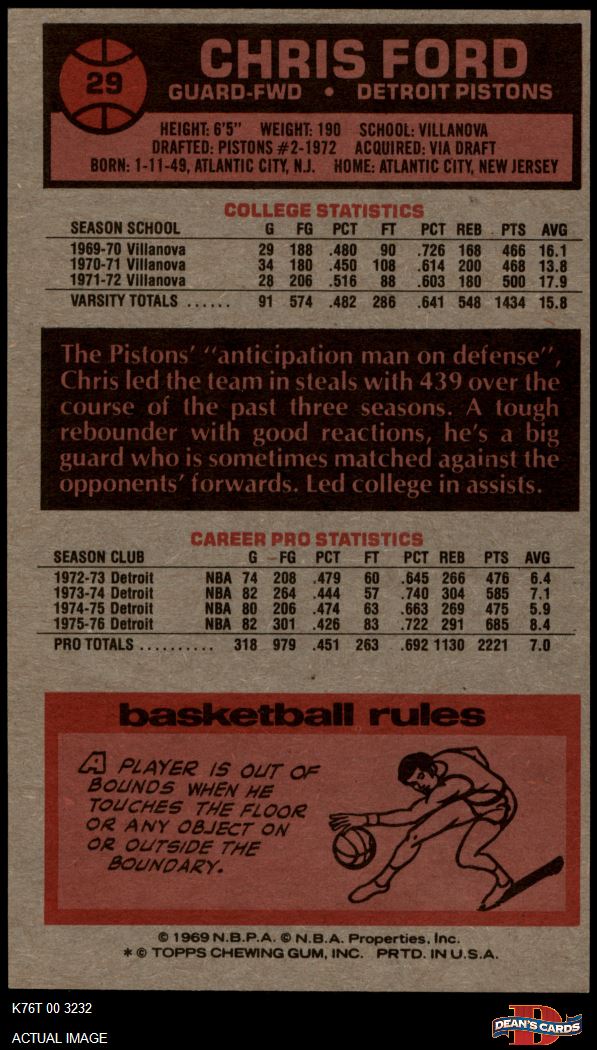 29
CHRIS FORD
GUARD-FWD • DETROIT PISTONS
HEIGHT: 6'5" WEIGHT: 190 SCHOOL: VILLANOVA
DRAFTED: PISTONS #2-1972 ACQUIRED: VIA DRAFT
BORN: 1-11-49, ATLANTIC CITY, N.J. HOME: ATLANTIC CITY, NEW JERSEY
COLLEGE STATISTICS
SEASON SCHOOL G FG PCT FT PCT REB PTS AVG
1969-70 Villanova 29 188 .480 90 .726 168 466 16.1
1970-71 Villanova 34 180 .450 108 .614 200 468 13.8
1971-72 Villanova 28 206 .516 88 .603 180 500 17.9
VARSITY TOTALS ...... 91 574 .482 286 .641 548 1434 15.8
The Pistons' "anticipation man on defense",
Chris led the team in steals with 439 over the
course of the past three seasons. A tough
rebounder with good reactions, he's a big
guard who is sometimes matched against the
opponents' forwards. Led college in assists.
CAREER PRO STATISTICS
SEASON CLUB G FG PCT FT PCT REB PTS AVG
1972-73 Detroit NBA 74 208 .479 60 .645 266 476 6.4
1973-74 Detroit NBA 82 264 .444 57 .740 304 585 7.1
1974-75 Detroit NBA 80 206 .474 63 .663 269 475 5.9
1975-76 Detroit NBA 82 301 .426 83 .722 291 685 8.4
PRO TOTALS .......... 318 979 .451 263 .692 1130 2221 7.0
basketball rules
A PLAYER IS OUT OF
BOUNDS WHEN HE
TOUCHES THE FLOOR
OR ANY OBJECT ON
OR OUTSIDE THE
BOUNDARY.
© 1969 N.B.P.A. © N.B.A. Properties, Inc.
* © TOPPS CHEWING GUM, INC. PRTD. IN U.S.A.
K76T 00 3232
ACTUAL IMAGE
D
DEAN'S CARDS